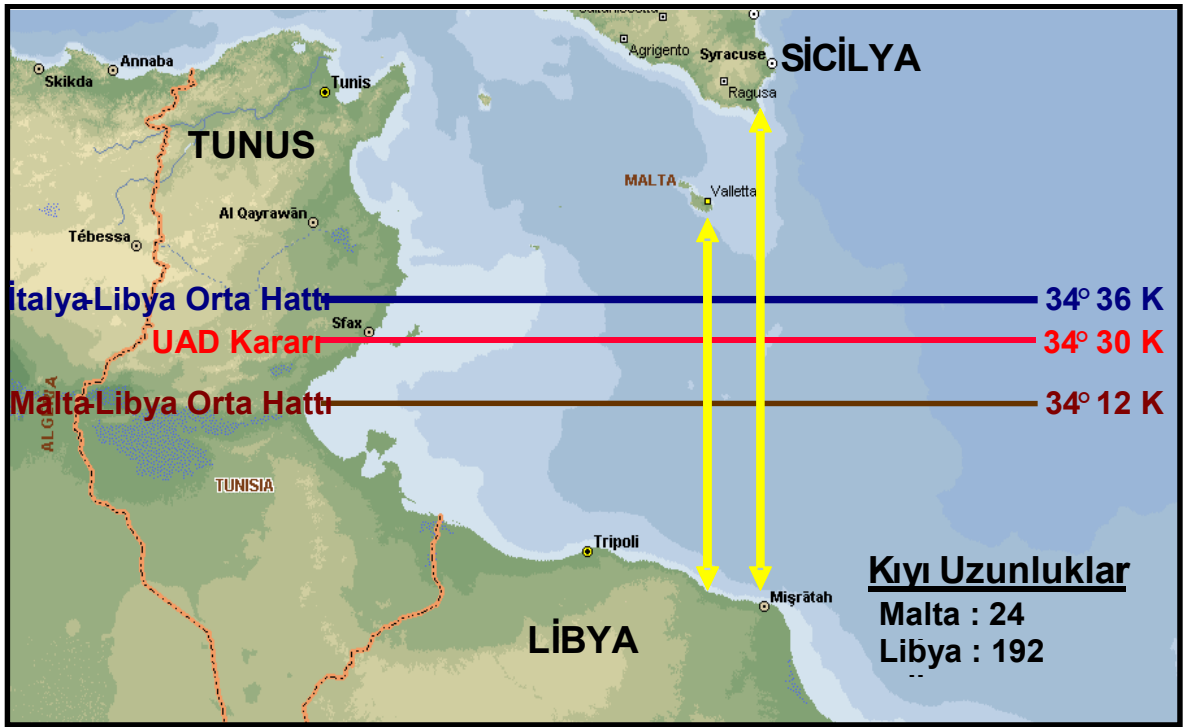 Agrigento
Syracuse
SİCİLYA
Annaba
Skikda
Tunis
Ragusa
TUNUS
MALTA
Valletta
Al Qayrawān
Tébessa
İtalya-Libya Orta Hattı
34° 36 K
Sfax
UAD Kararı
34° 30 K
ALGERIA
Malta-Libya Orta Hattı
34° 12 K
TUNISIA
Tripoli
Kıyı Uzunluklar
Mişrātah
Malta : 24
LİBYA
Libya : 192